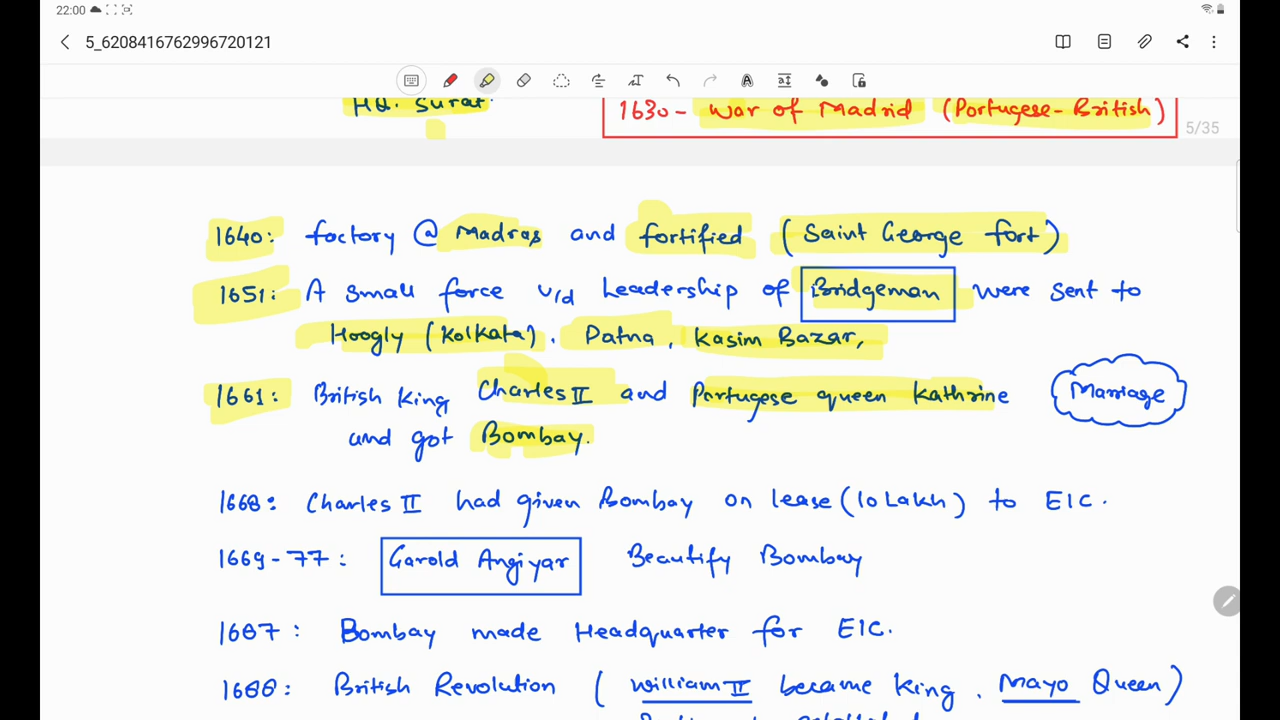 22:00
5_6208416762996720121
HQ. Surat
1630- War of Madrid (Portugese-British)
5/35
1640: factory @ Madras and fortified (Saint George fort)
1651: A small force u/d Leadership of Bridgeman were sent to
Hoogly (Kolkata), Patna, Kasim Bazar,
1661: British King Charles II and Portugese queen Kathrine Marriage
and got Bombay.
1668: Charles II had given Bombay on lease (10 Lakh) to EIC.
1669-77: Garold Angiyar Beautify Bombay
1687: Bombay made Headquarter for EIC.
1688: British Revolution (William II became King, Mayo Queen)